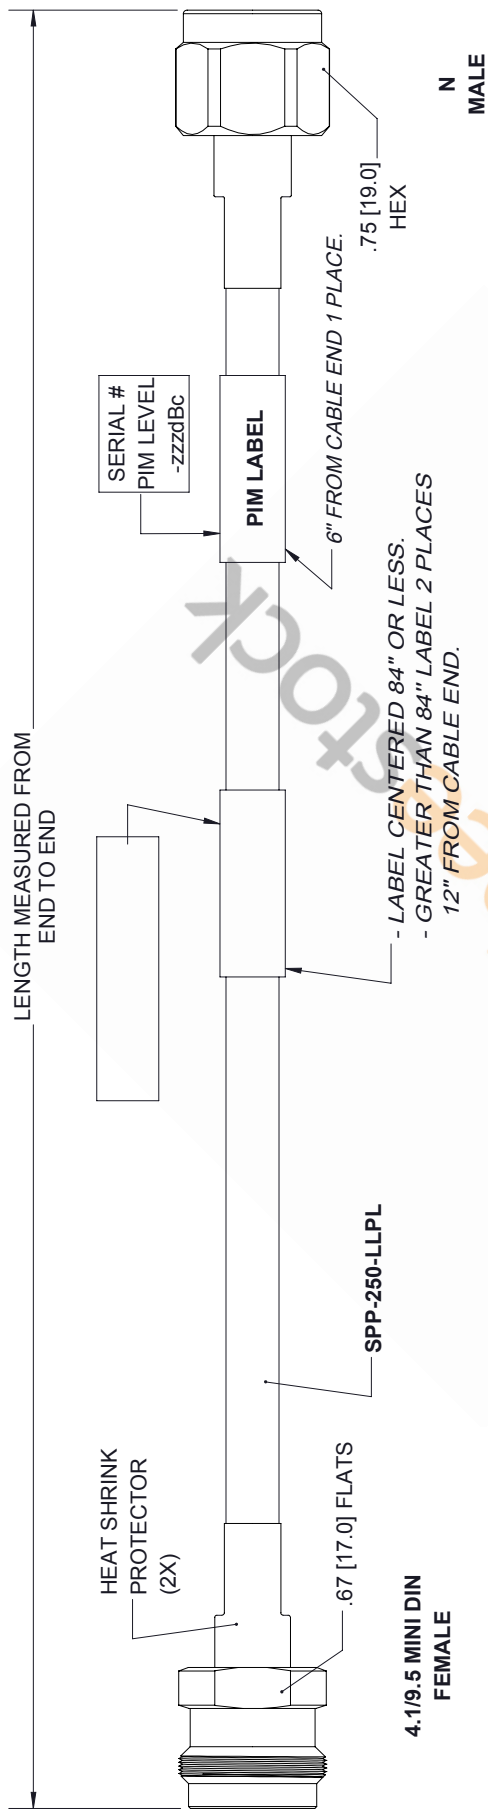 LENGTH MEASURED FROM
END TO END
HEAT SHRINK
PROTECTOR
(2X)
SERIAL #
PIM LEVEL
-zzzdBc
PIM LABEL
.67 [17.0] FLATS
SPP-250-LLPL
- LABEL CENTERED 84" OR LESS.
- GREATER THAN 84" LABEL 2 PLACES
12" FROM CABLE END.
6" FROM CABLE END 1 PLACE.
.75 [19.0]
HEX
4.1/9.5 MINI DIN
FEMALE
N
MALE